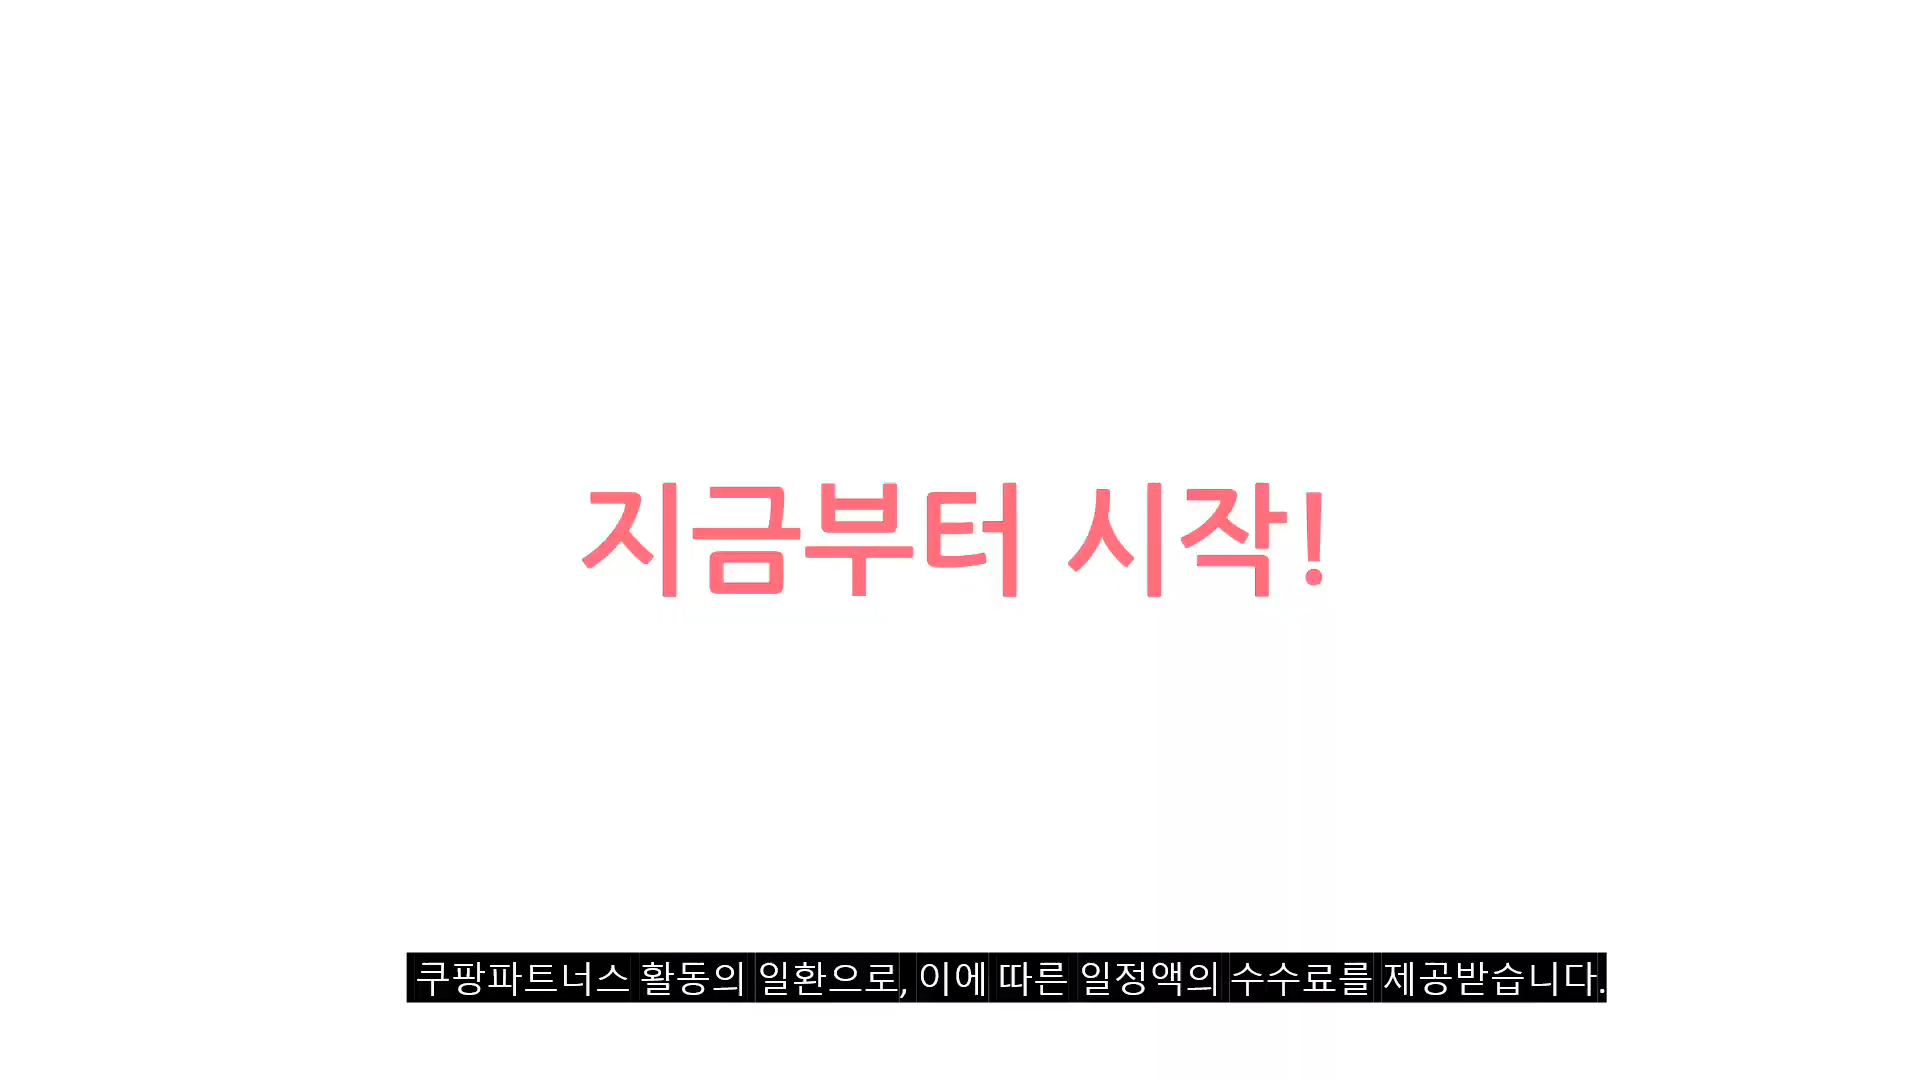 지금부터 시작!
쿠팡파트너스 활동의 일환으로, 이에 따른 일정액의 수수료를 제공받습니다.